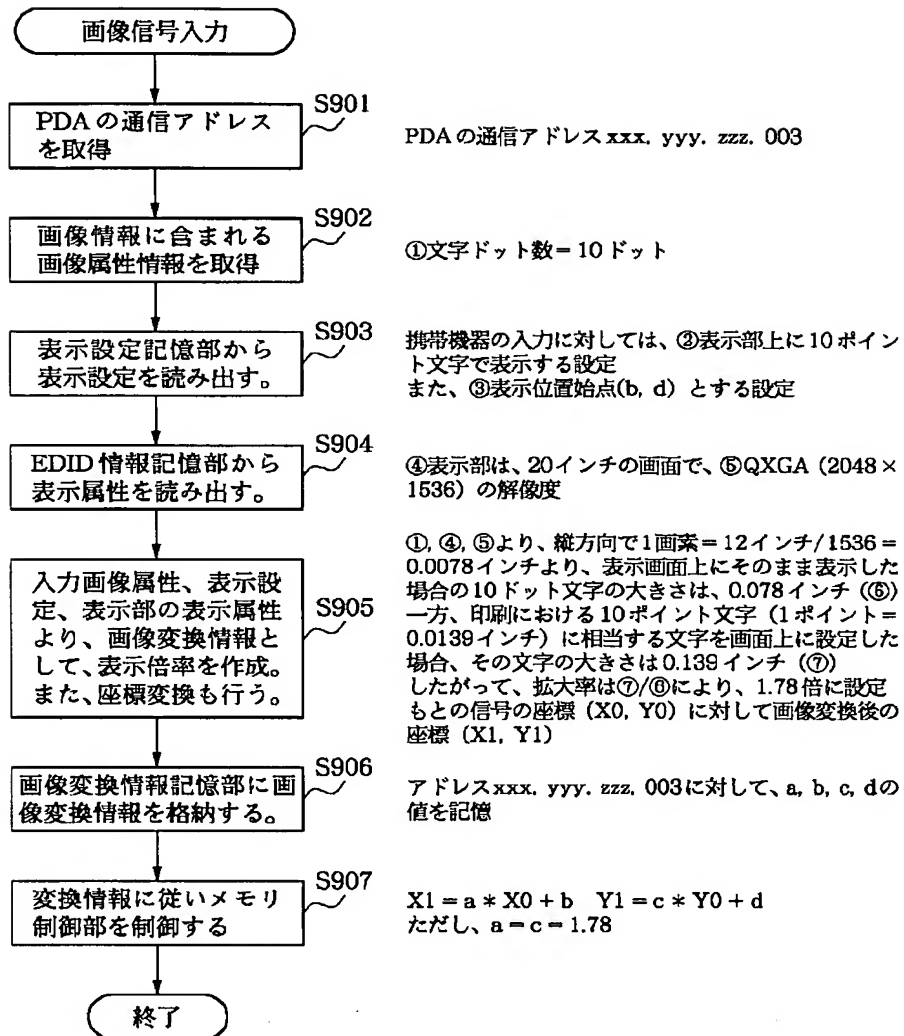 画像信号入力
S901
PDAの通信アドレス
を取得
PDAの通信アドレスxxx. yyy. zzz. 003
S902
画像情報に含まれる
画像属性情報を取得
①文字ドット数＝10ドット
S903
表示設定記憶部から
表示設定を読み出す。
携帯機器の入力に対しては、②表示部上に10ポイン
ト文字で表示する設定
また、③表示位置始点(b, d) とする設定
S904
EDID情報記憶部から
表示属性を読み出す。
④表示部は、20インチの画面で、⑤QXGA（2048×
1536）の解像度
S905
入力画像属性、表示設
定、表示部の表示属性
より、画像変換情報と
して、表示倍率を作成。
また、座標変換も行う。
①, ④, ⑤より、縦方向で1画素＝12インチ/1536＝
0.0078インチより、表示画面上にそのまま表示した
場合の10ドット文字の大きさは、0.078インチ（⑥）
一方、印刷における10ポイント文字（1ポイント＝
0.0139インチ）に相当する文字を画面上に設定した
場合、その文字の大きさは0.139インチ（⑦）
したがって、拡大率は⑦/⑥により、1.78倍に設定
もとの信号の座標（X0, Y0）に対して画像変換後の
座標（X1, Y1）
S906
画像変換情報記憶部に画
像変換情報を格納する。
アドレスxxx. yyy. zzz. 003に対して、a, b, c, dの
値を記憶
S907
変換情報に従いメモリ
制御部を制御する
X1＝a＊X0＋b　Y1＝c＊Y0＋d
ただし、a＝c＝1.78
終了